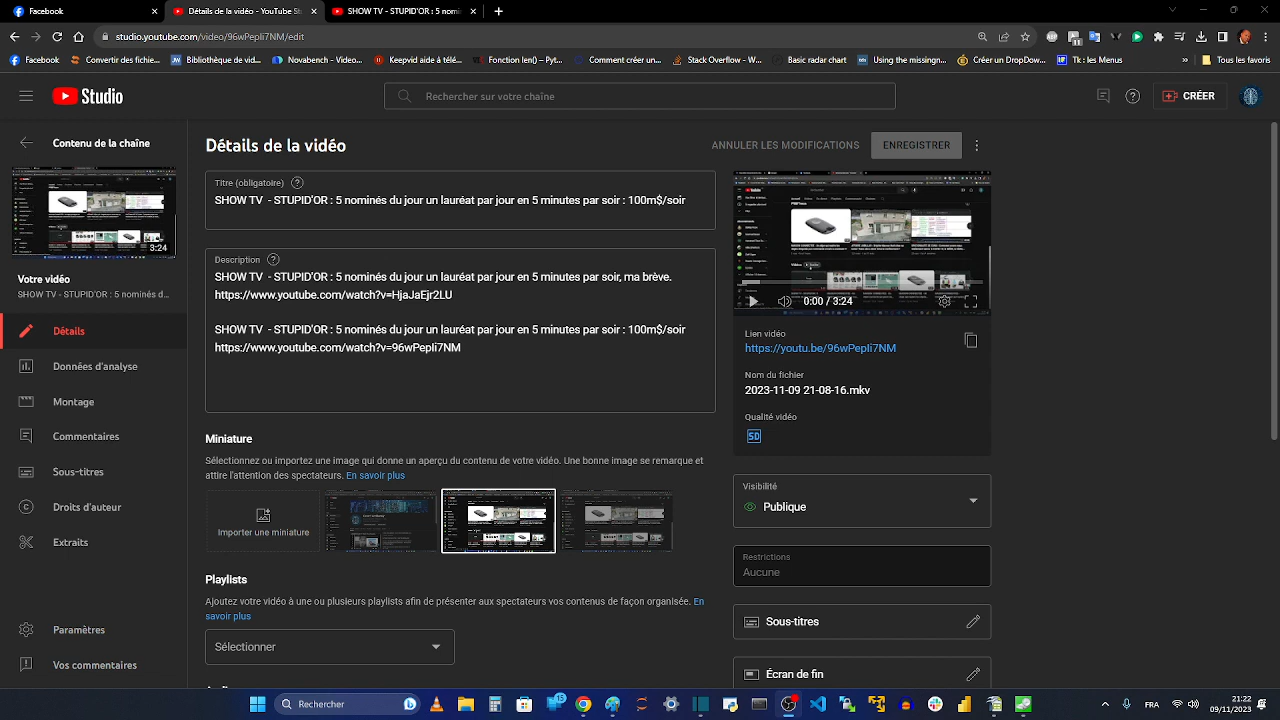 Facebook
Détails de la vidéo - YouTube St
SHOW TV - STUPID'OR : 5 nomin
studio.youtube.com/video/96wPepIi7NM/edit
Facebook
Convertir des fichie...
Bibliothèque de vid...
Novalearn - Videos...
Keepvid aide à télé...
Fonction len() – Pyt...
Comment créer un...
Stack Overflow - W...
Basic radar chart
Using the missingn...
Créer un DropDow...
Tk : les Menus
»
Tous les favoris
Studio
Rechercher sur votre chaîne
CRÉER
Contenu de la chaîne
3:24
Votre vidéo
SHOW TV - STUPID'OR : 5 nominés d...
Détails
Données d'analyse
Montage
Commentaires
Sous-titres
Droits d'auteur
Extraits
Paramètres
Vos commentaires
Détails de la vidéo
ANNULER LES MODIFICATIONS
ENREGISTRER
Titre (obligatoire)
SHOW TV - STUPID'OR : 5 nominés du jour un lauréat par jour en 5 minutes par soir : 100m$/soir
Description
SHOW TV - STUPID'OR : 5 nominés du jour un lauréat par jour en 5 minutes par soir, ma brève.
SHOW TV - STUPID'OR : 5 nominés du jour un lauréat par jour en 5 minutes par soir : 100m$/soir
https://www.youtube.com/watch?v=96wPepIi7NM
Miniature
Sélectionnez ou importez une image qui donne un aperçu du contenu de votre vidéo. Une bonne image se remarque et
attire l'attention des spectateurs. En savoir plus
Importer une miniature
Playlists
Ajoutez votre vidéo à une ou plusieurs playlists afin de présenter aux spectateurs vos contenus de façon organisée. En
savoir plus
Sélectionner
0:00 / 3:24
Lien vidéo
https://youtu.be/96wPepIi7NM
Nom du fichier
2023-11-09 21-08-16.mkv
Qualité vidéo
SD
Visibilité
Publique
Restrictions
Aucune
Sous-titres
Écran de fin
Rechercher
FRA
21:22
09/11/2023